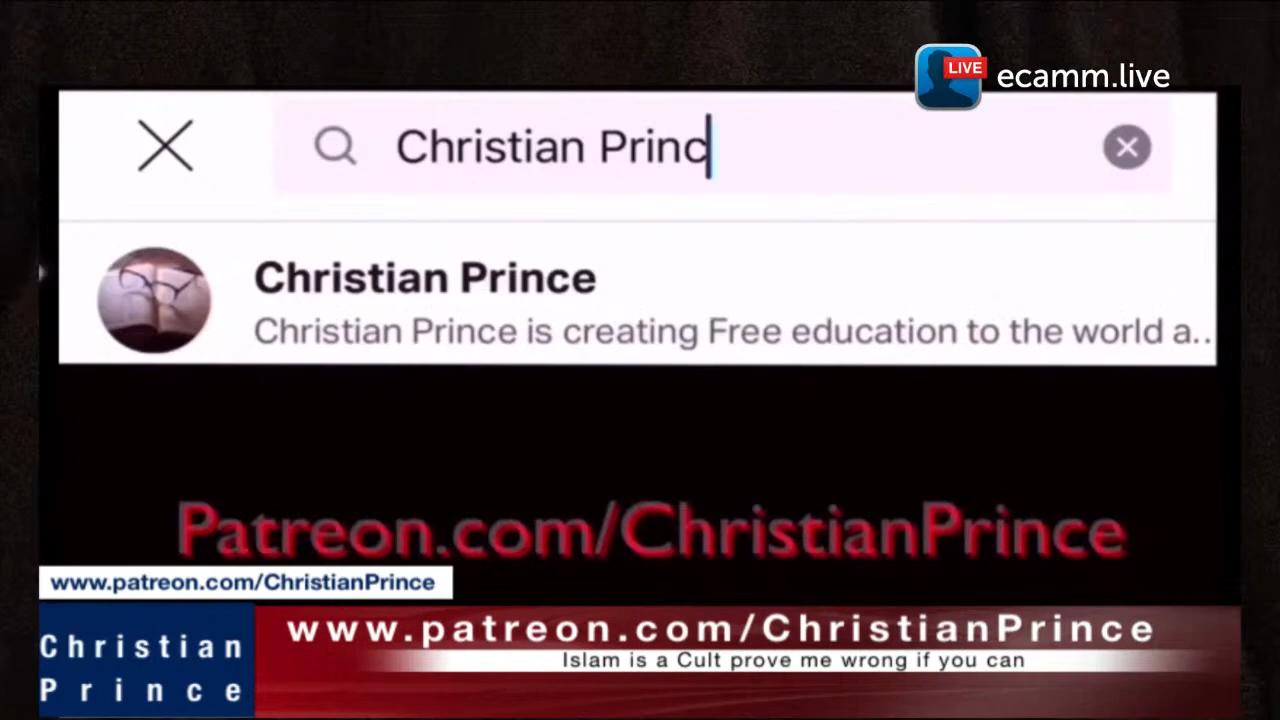 LIVE ecamm.live
Christian Princ
Christian Prince
Christian Prince is creating Free education to the world a..
Patreon.com/ChristianPrince
www.patreon.com/ChristianPrince
Christian
Prince
www.patreon.com/ChristianPrince
Islam is a Cult prove me wrong if you can